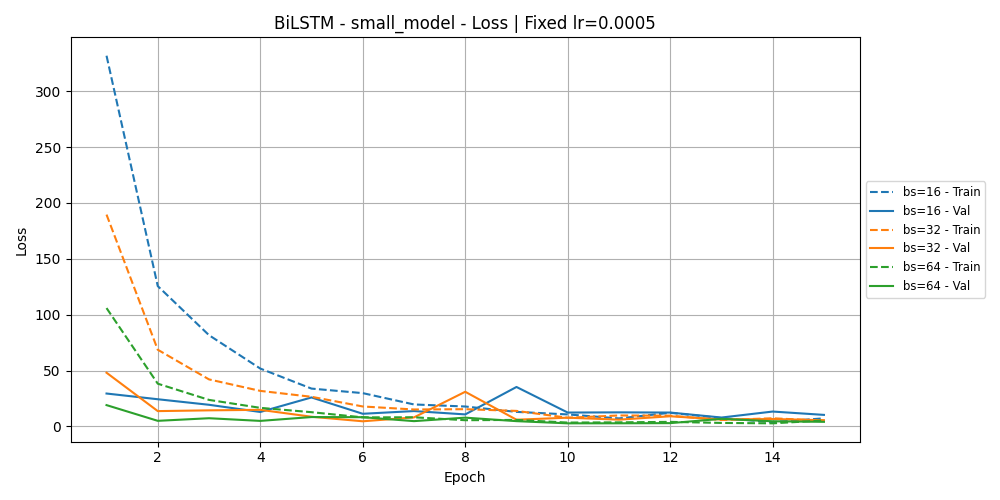 BiLSTM - small_model - Loss | Fixed lr=0.0005
Loss
300
250
200
150
100
50
0
2
4
6
8
10
12
14
Epoch
bs=16 - Train
bs=16 - Val
bs=32 - Train
bs=32 - Val
bs=64 - Train
bs=64 - Val